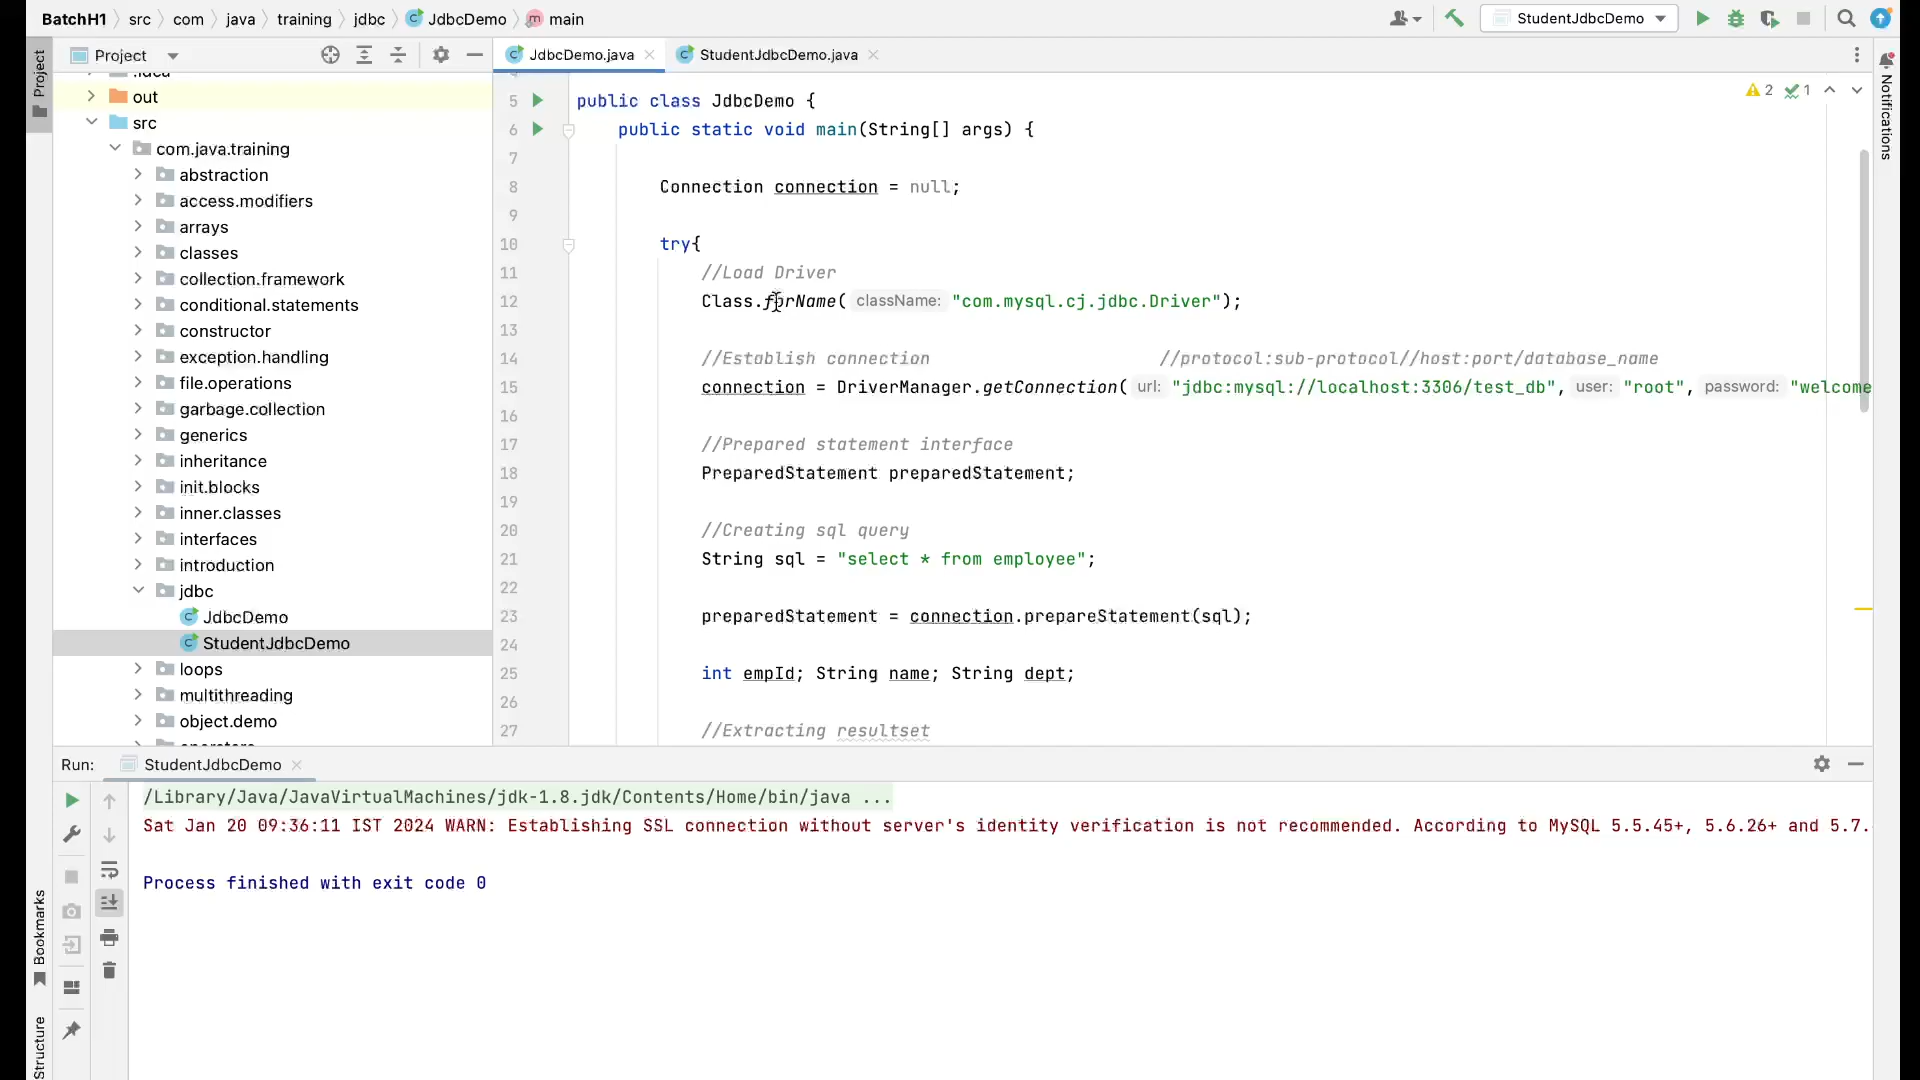 BatchH1 src com java training jdbc JdbcDemo main
StudentJdbcDemo
Project
JdbcDemo.java
StudentJdbcDemo.java
Project
Notifications
.idea
out
src
com.java.training
abstraction
access.modifiers
arrays
classes
collection.framework
conditional.statements
constructor
exception.handling
file.operations
garbage.collection
generics
inheritance
init.blocks
inner.classes
interfaces
introduction
jdbc
JdbcDemo
StudentJdbcDemo
loops
multithreading
object.demo
operators
2 1
5 public class JdbcDemo {
6 public static void main(String[] args) {
7
8 Connection connection = null;
9
10 try{
11 //Load Driver
12 Class.forName( className: "com.mysql.cj.jdbc.Driver");
13
14 //Establish connection //protocol:sub-protocol//host:port/database_name
15 connection = DriverManager.getConnection( url: "jdbc:mysql://localhost:3306/test_db", user: "root", password: "welcome
16
17 //Prepared statement interface
18 PreparedStatement preparedStatement;
19
20 //Creating sql query
21 String sql = "select * from employee";
22
23 preparedStatement = connection.prepareStatement(sql);
24
25 int empId; String name; String dept;
26
27 //Extracting resultset
Run: StudentJdbcDemo
/Library/Java/JavaVirtualMachines/jdk-1.8.jdk/Contents/Home/bin/java ...
Sat Jan 20 09:36:11 IST 2024 WARN: Establishing SSL connection without server's identity verification is not recommended. According to MySQL 5.5.45+, 5.6.26+ and 5.7.
Process finished with exit code 0
Bookmarks
Structure